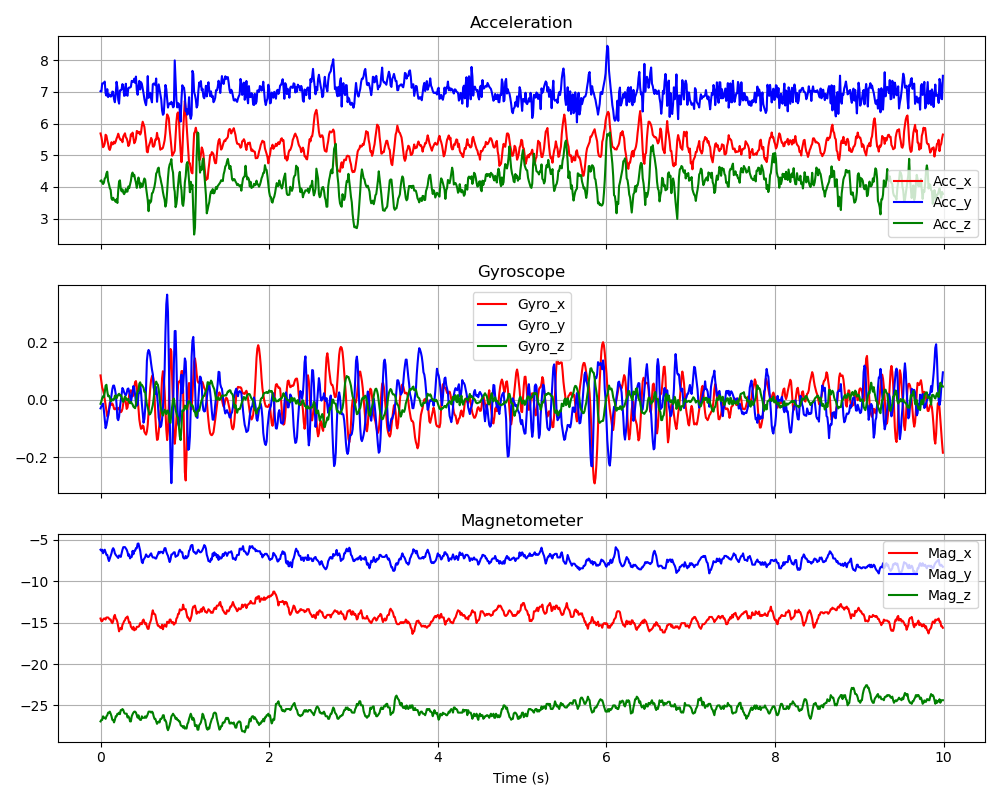 Acceleration
8
7
6
5
4
3
Acc_x
Acc_y
Acc_z
Gyroscope
0.2
0.0
−0.2
Gyro_x
Gyro_y
Gyro_z
Magnetometer
−5
−10
−15
−20
−25
Mag_x
Mag_y
Mag_z
0 2 4 6 8 10
Time (s)